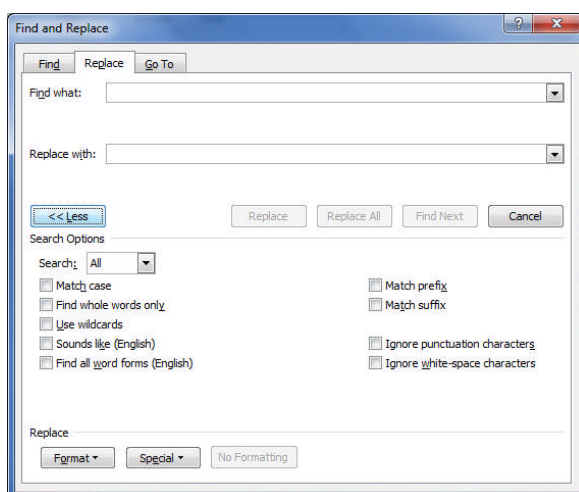 Find and Replace
Find Replace Go To
Find what:
Replace with:
<< Less Replace Replace All Find Next Cancel
Search Options
Search: All
Match case Match prefix
Find whole words only Match suffix
Use wildcards
Sounds like (English) Ignore punctuation characters
Find all word forms (English) Ignore white-space characters
Replace
Format Special No Formatting